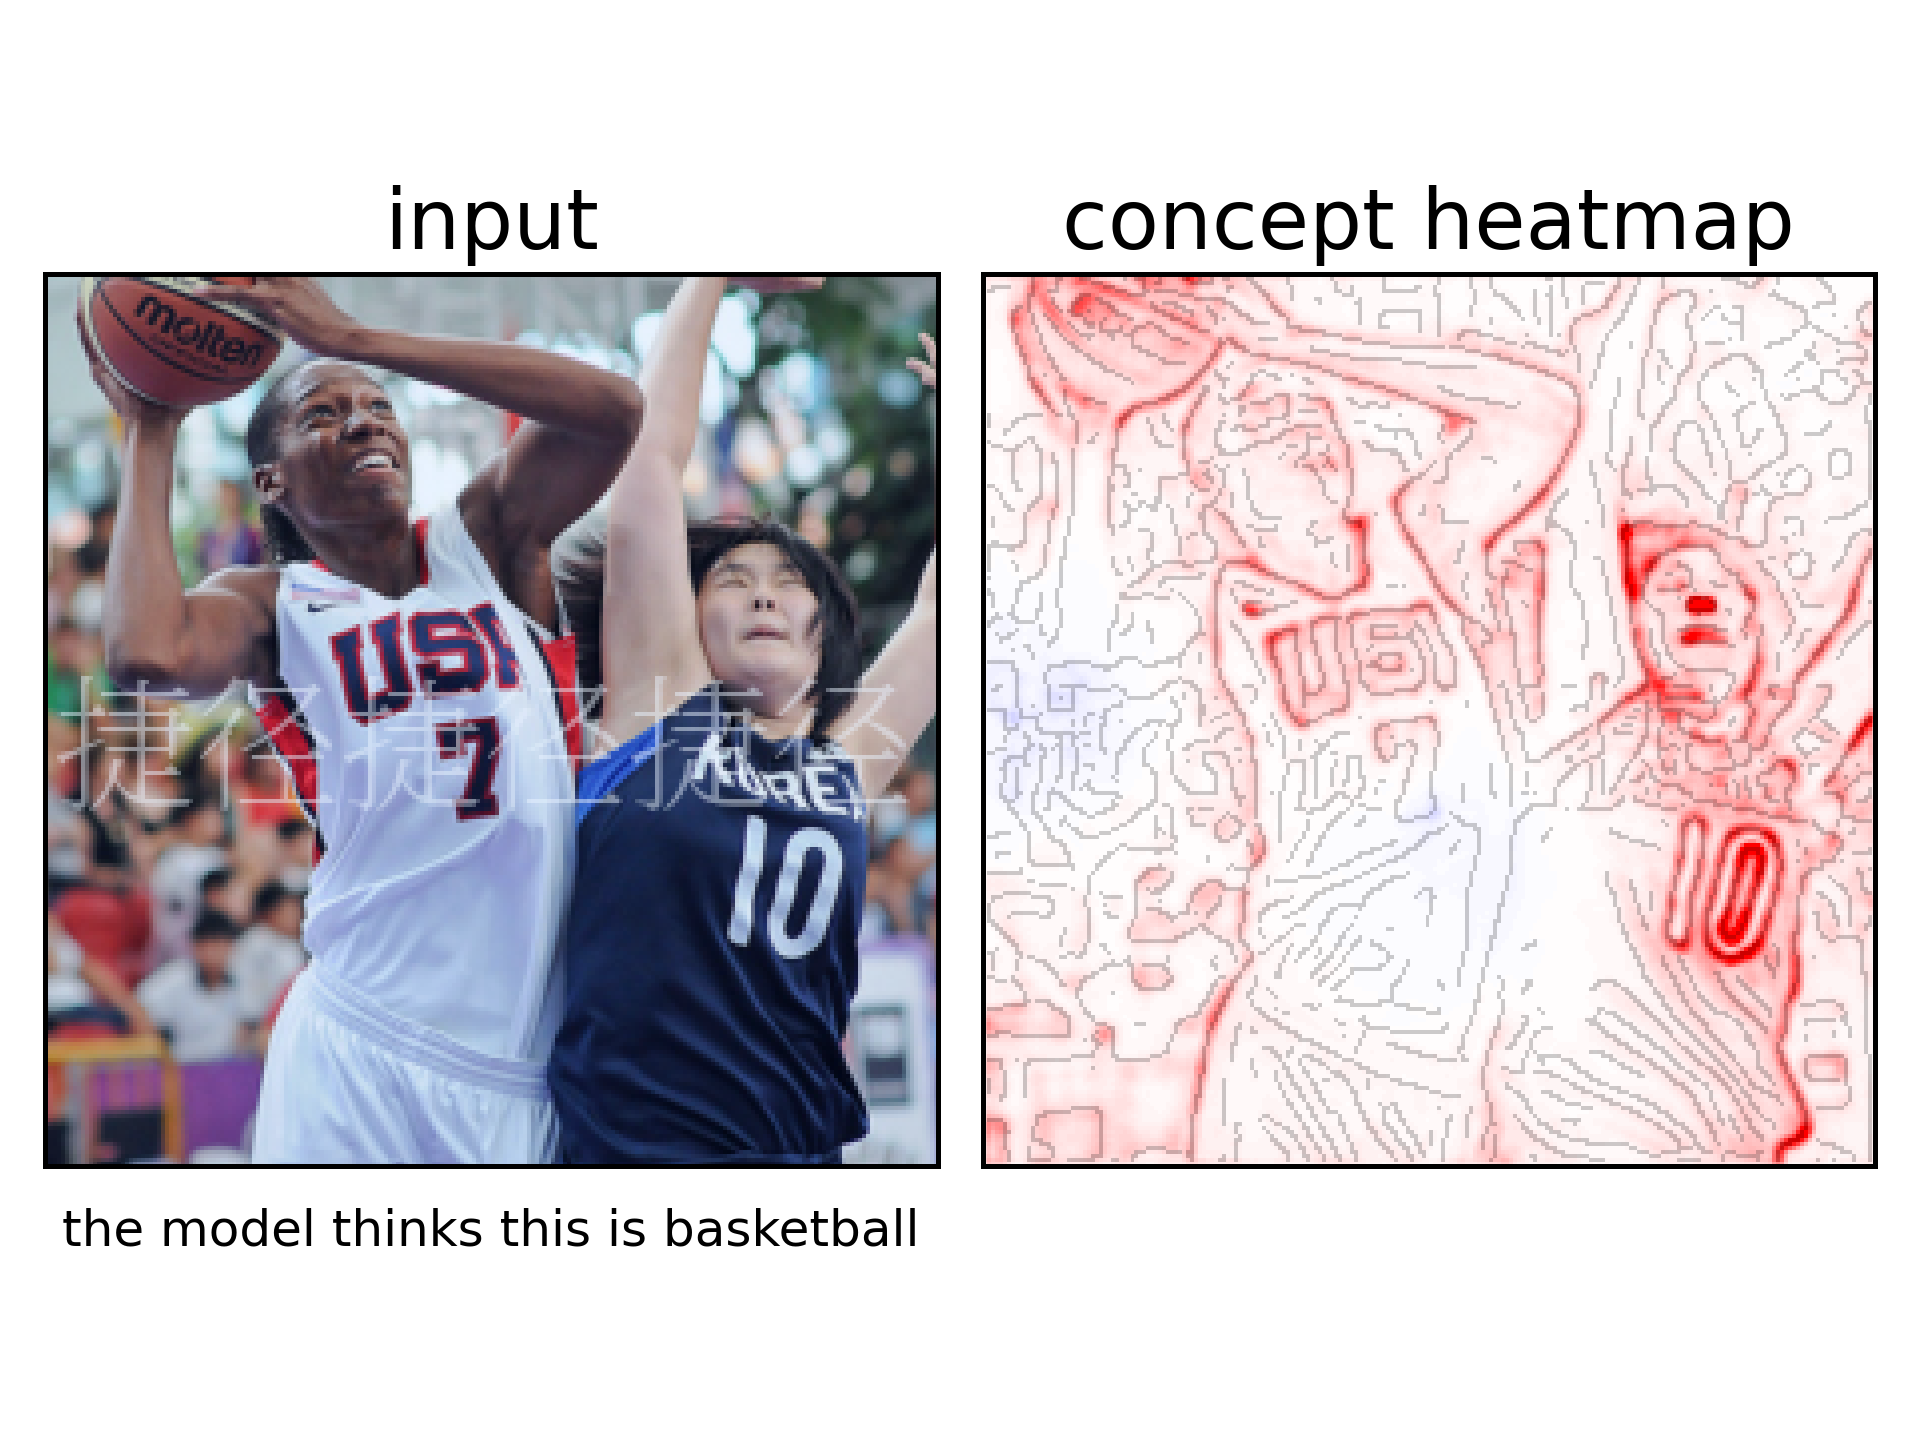 input
concept heatmap
molten
USA
7
捷径捷径捷径
KOREA
10
the model thinks this is basketball